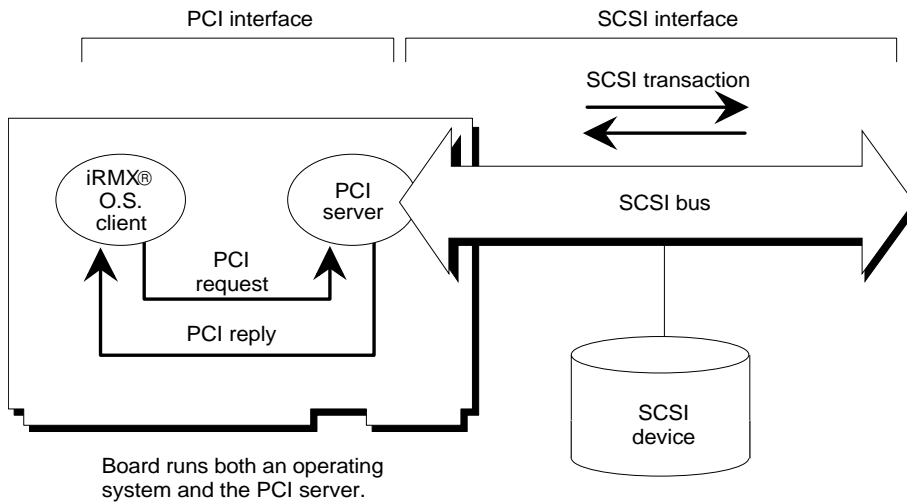 PCI interface
SCSI interface
SCSI transaction
iRMX®
O.S.
client
PCI
server
SCSI bus
PCI
request
PCI reply
SCSI
device
Board runs both an operating
system and the PCI server.